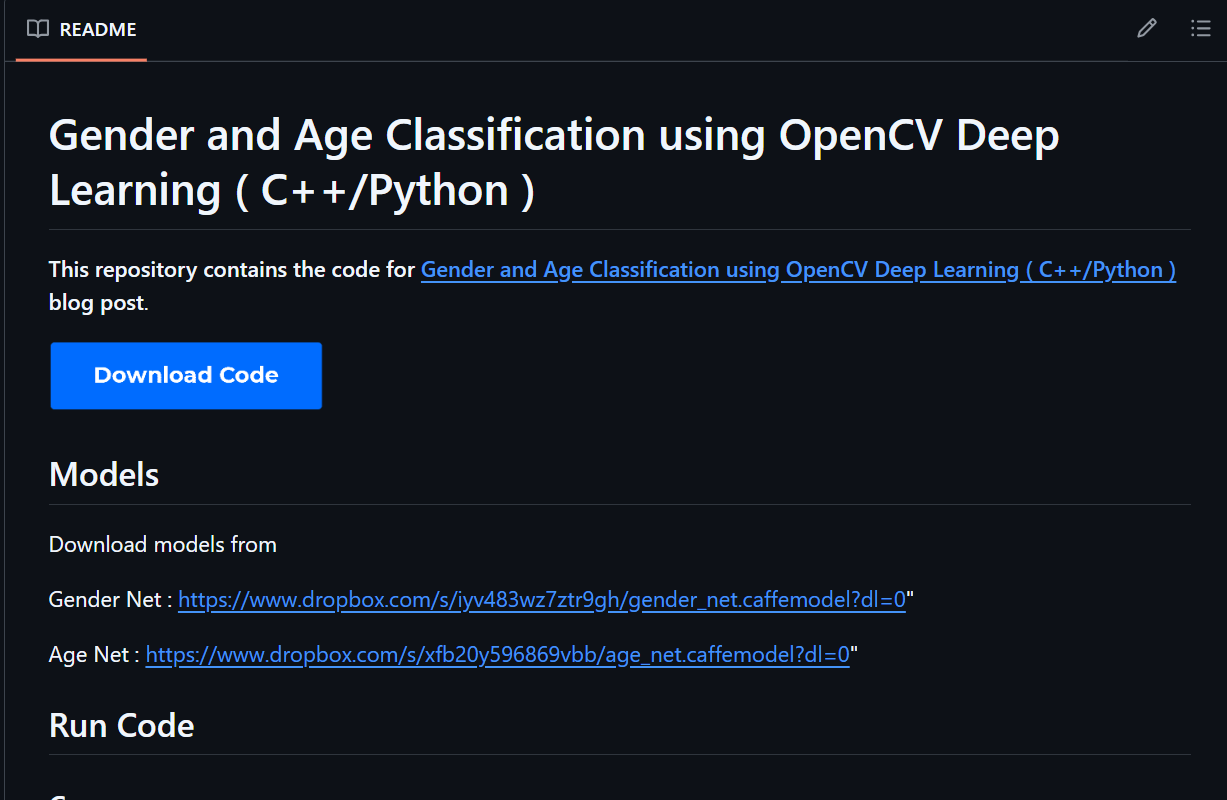 README
Gender and Age Classification using OpenCV Deep
Learning ( C++/Python )
This repository contains the code for Gender and Age Classification using OpenCV Deep Learning ( C++/Python )
blog post.
Download Code
Models
Download models from
Gender Net : https://www.dropbox.com/s/iyv483wz7ztr9gh/gender_net.caffemodel?dl=0"
Age Net : https://www.dropbox.com/s/xfb20y596869vbb/age_net.caffemodel?dl=0"
Run Code